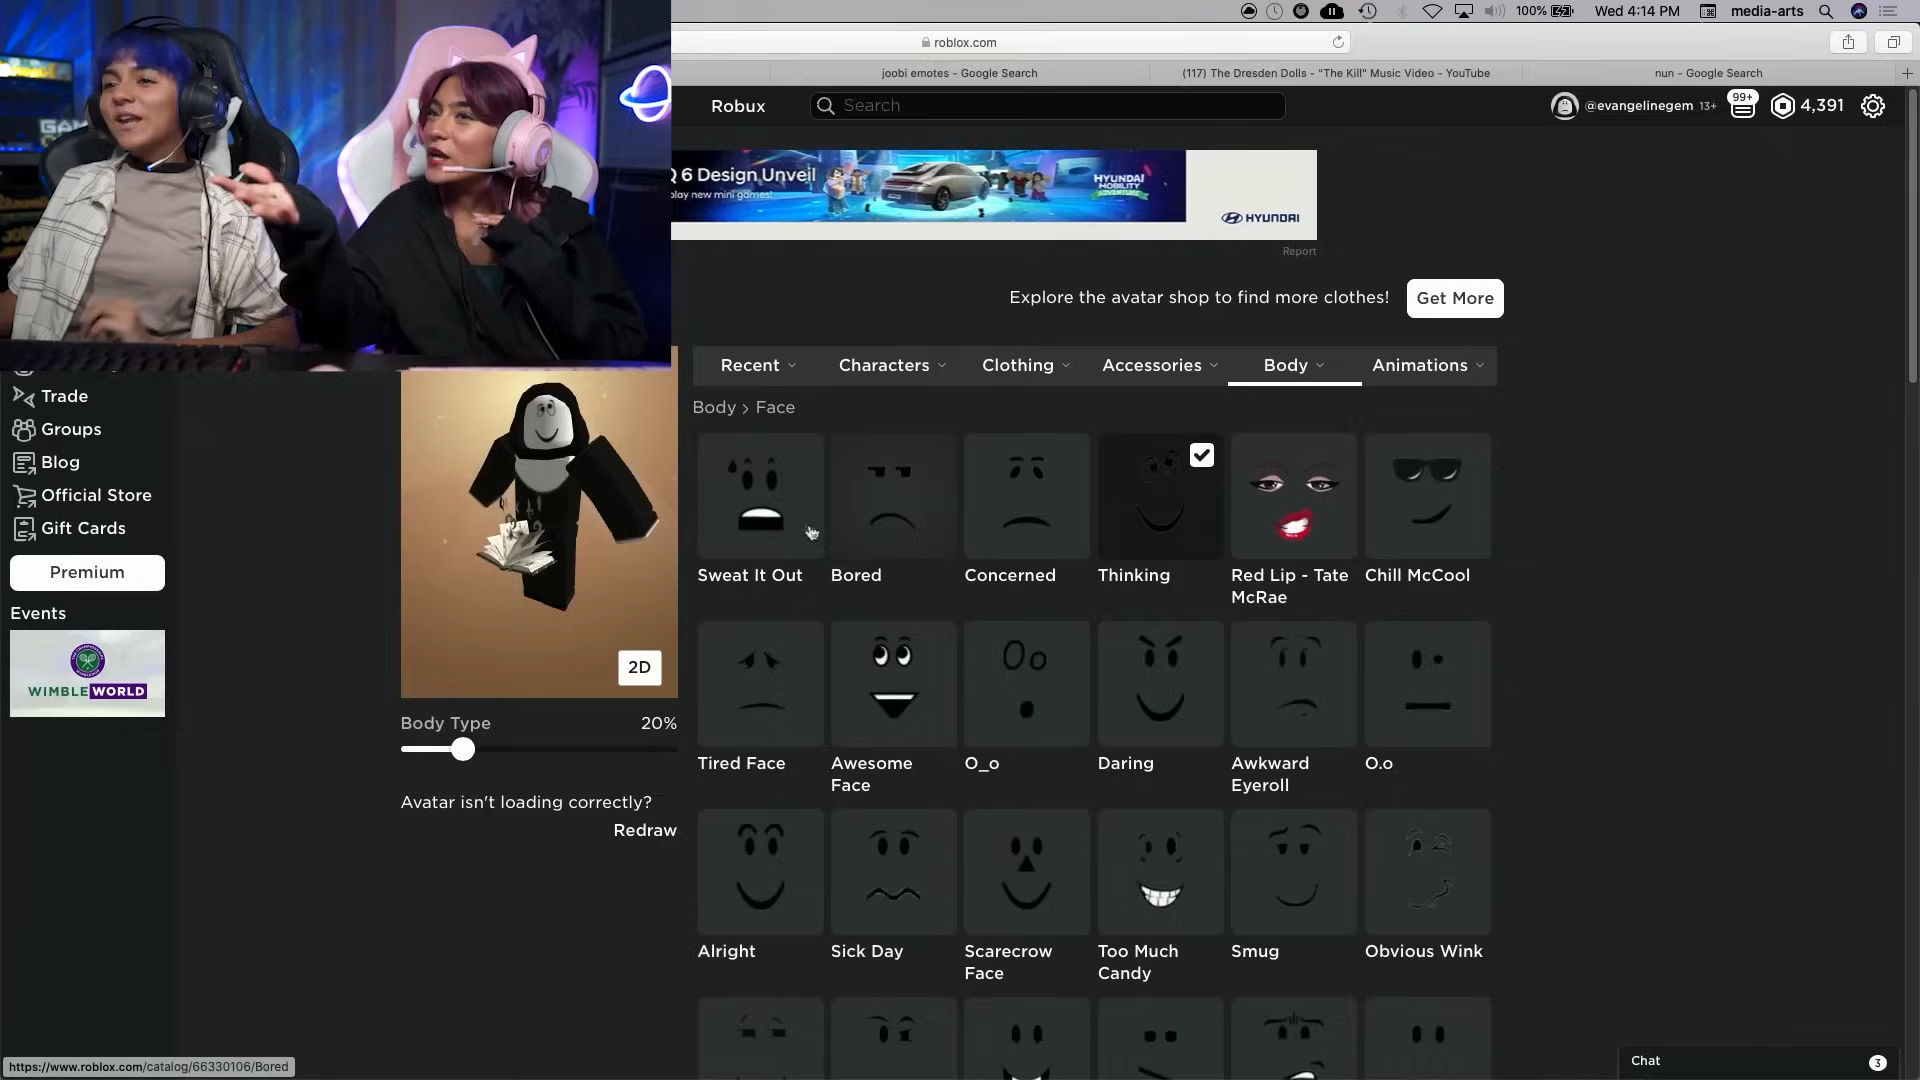 100%
Wed 4:14 PM
media-arts
roblox.com
joobi emotes - Google Search
(117) The Dresden Dolls - "The Kill" Music Video - YouTube
nun - Google Search
Robux
Search
@evangelinegem 13+
99+
4,391
Q 6 Design Unveil
play new mini games!
HYUNDAI
MOBILITY
ADVENTURE
HYUNDAI
Report
Explore the avatar shop to find more clothes!
Get More
Trade
Groups
Blog
Official Store
Gift Cards
Premium
Events
THE CHAMPIONSHIPS
WIMBLEDON
WIMBLEWORLD
2D
Body Type 20%
Avatar isn't loading correctly?
Redraw
Recent
Characters
Clothing
Accessories
Body
Animations
Body > Face
Sweat It Out
Bored
Concerned
Thinking
Red Lip - Tate
McRae
Chill McCool
Tired Face
Awesome
Face
O_o
Daring
Awkward
Eyeroll
O.o
Alright
Sick Day
Scarecrow
Face
Too Much
Candy
Smug
Obvious Wink
https://www.roblox.com/catalog/66330106/Bored
Chat
3